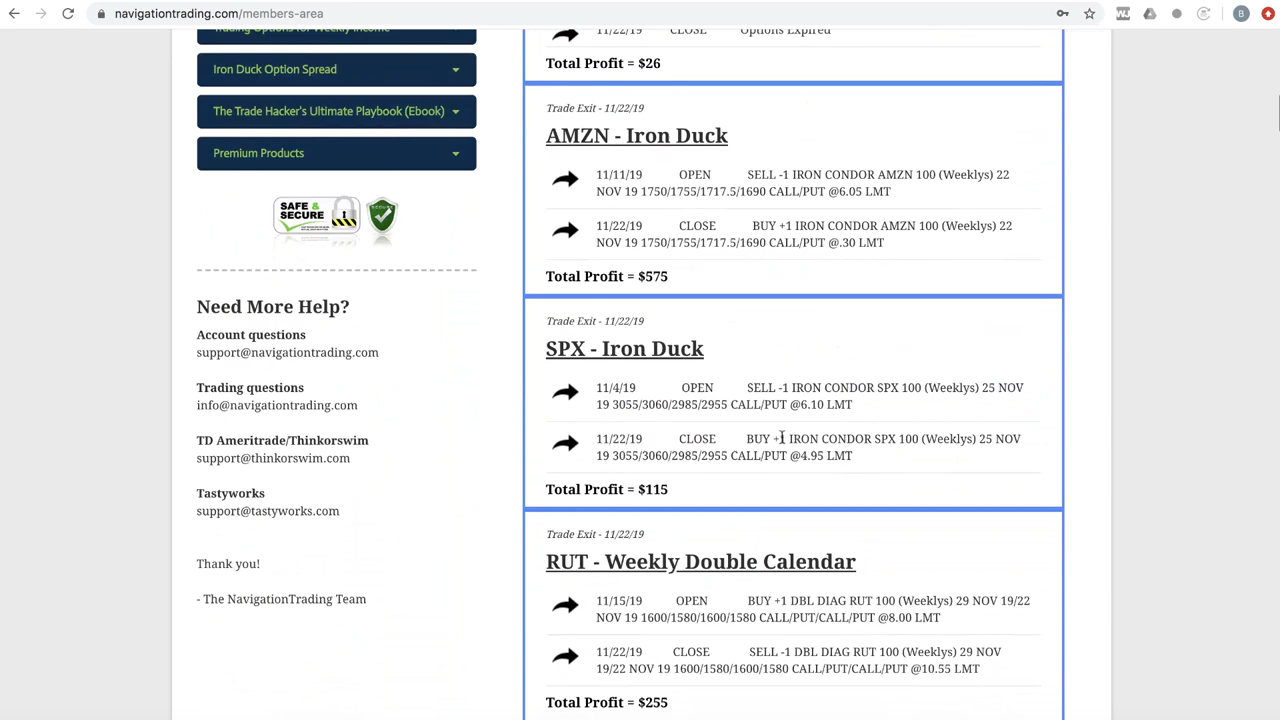 navigationtrading.com/members-area
B
Trading Options for Weekly Income
Iron Duck Option Spread
The Trade Hacker's Ultimate Playbook (Ebook)
Premium Products
SAFE &
SECURE
Need More Help?
Account questions
support@navigationtrading.com
Trading questions
info@navigationtrading.com
TD Ameritrade/Thinkorswim
support@thinkorswim.com
Tastyworks
support@tastyworks.com
Thank you!
- The NavigationTrading Team
11/22/19 CLOSE Options Expired
Total Profit = $26
Trade Exit - 11/22/19
AMZN - Iron Duck
11/11/19 OPEN SELL -1 IRON CONDOR AMZN 100 (Weeklys) 22
NOV 19 1750/1755/1717.5/1690 CALL/PUT @6.05 LMT
11/22/19 CLOSE BUY +1 IRON CONDOR AMZN 100 (Weeklys) 22
NOV 19 1750/1755/1717.5/1690 CALL/PUT @.30 LMT
Total Profit = $575
Trade Exit - 11/22/19
SPX - Iron Duck
11/4/19 OPEN SELL -1 IRON CONDOR SPX 100 (Weeklys) 25 NOV
19 3055/3060/2985/2955 CALL/PUT @6.10 LMT
11/22/19 CLOSE BUY +1 IRON CONDOR SPX 100 (Weeklys) 25 NOV
19 3055/3060/2985/2955 CALL/PUT @4.95 LMT
Total Profit = $115
Trade Exit - 11/22/19
RUT - Weekly Double Calendar
11/15/19 OPEN BUY +1 DBL DIAG RUT 100 (Weeklys) 29 NOV 19/22
NOV 19 1600/1580/1600/1580 CALL/PUT/CALL/PUT @8.00 LMT
11/22/19 CLOSE SELL -1 DBL DIAG RUT 100 (Weeklys) 29 NOV
19/22 NOV 19 1600/1580/1600/1580 CALL/PUT/CALL/PUT @10.55 LMT
Total Profit = $255